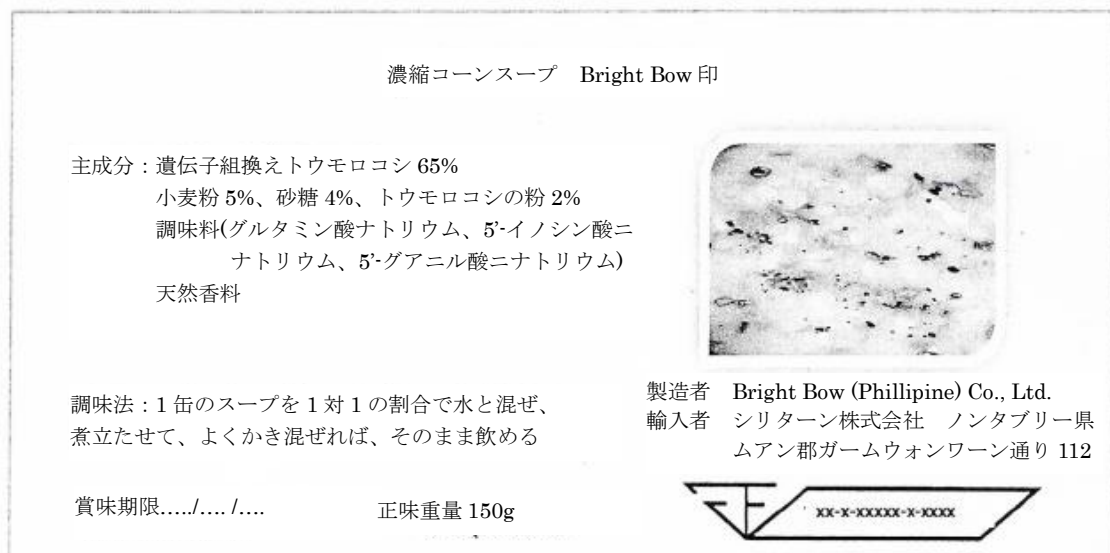 濃縮コーンスープ　Bright Bow 印
主成分：遺伝子組換えトウモロコシ 65%
小麦粉 5%、砂糖 4%、トウモロコシの粉 2%
調味料(グルタミン酸ナトリウム、5’-イノシン酸二
ナトリウム、5’-グアニル酸二ナトリウム)
天然香料
調味法：1 缶のスープを 1 対 1 の割合で水と混ぜ、
煮立たせて、よくかき混ぜれば、そのまま飲める
製造者　Bright Bow (Phillipine) Co., Ltd.
輸入者　シリターン株式会社　ノンタブリー県
ムアン郡ガームウォンワーン通り 112
賞味期限…../…. /….
正味重量 150g
xx-x-xxxxx-x-xxxx